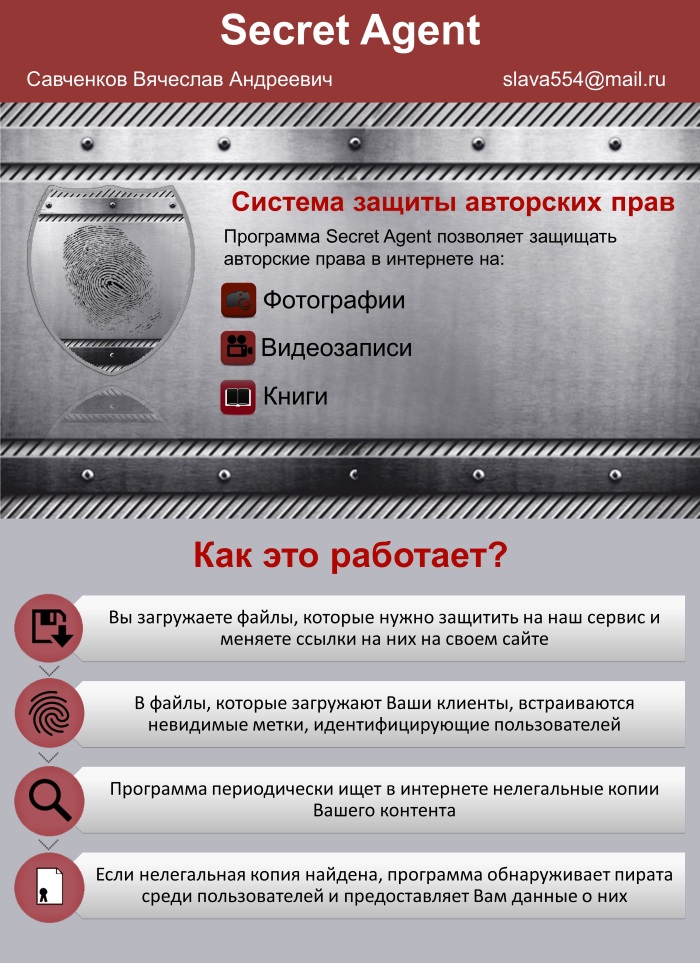 Secret Agent
Савченков Вячеслав Андреевич
slava554@mail.ru
Система защиты авторских прав
Программа Secret Agent позволяет защищать
авторские права в интернете на:
Фотографии
Видеозаписи
Книги
Как это работает?
Вы загружаете файлы, которые нужно защитить на наш сервис и
меняете ссылки на них на своем сайте
В файлы, которые загружают Ваши клиенты, встраиваются
невидимые метки, идентифицирующие пользователей
Программа периодически ищет в интернете нелегальные копии
Вашего контента
Если нелегальная копия найдена, программа обнаруживает пирата
среди пользователей и предоставляет Вам данные о них